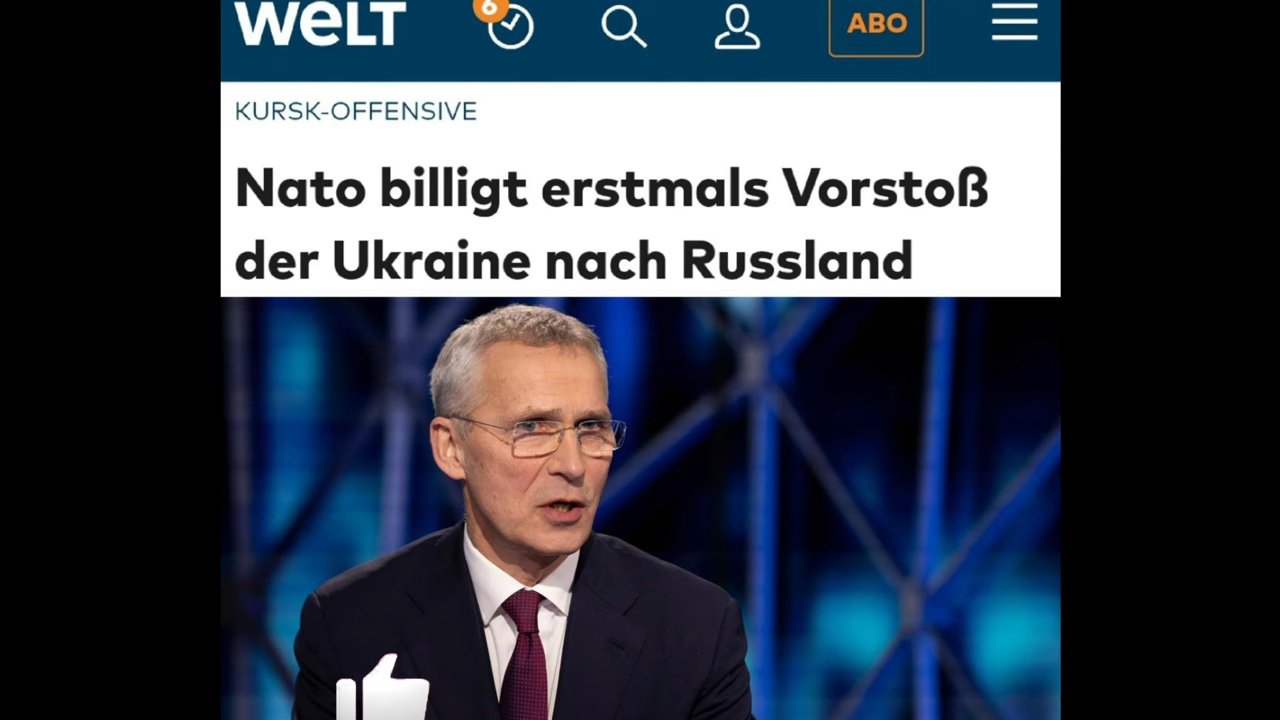 WELT
6
ABO
KURSK-OFFENSIVE
Nato billigt erstmals Vorstoß
der Ukraine nach Russland